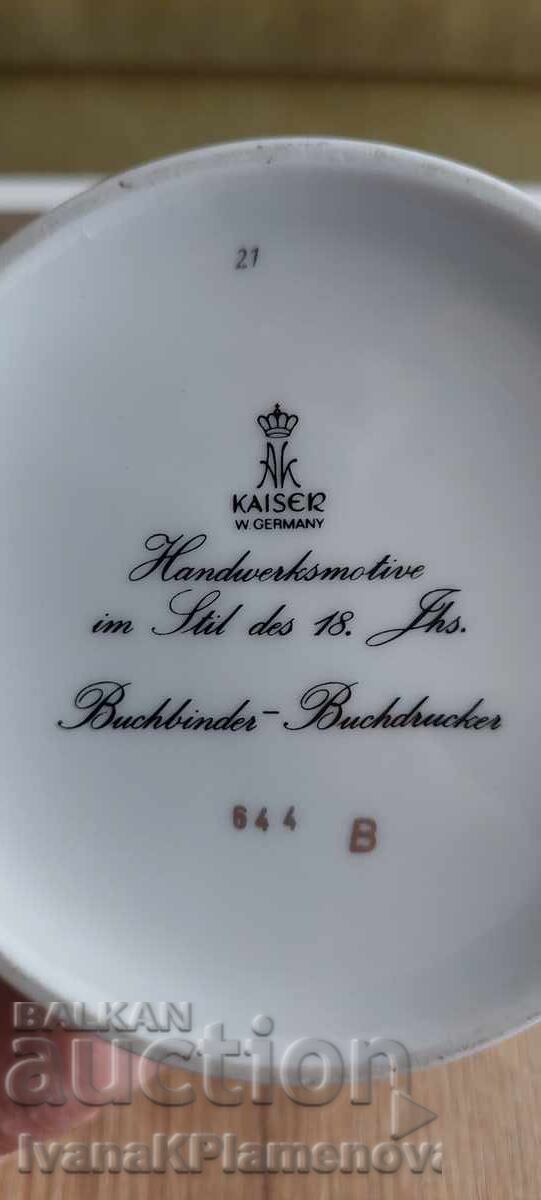 21
AK
KAISER
W. GERMANY
Handwerksmotive
im Stil des 18. Jhs.
Buchbinder-Buchdrucker
644 B
BALKAN
auction
IvanaKPlamenova